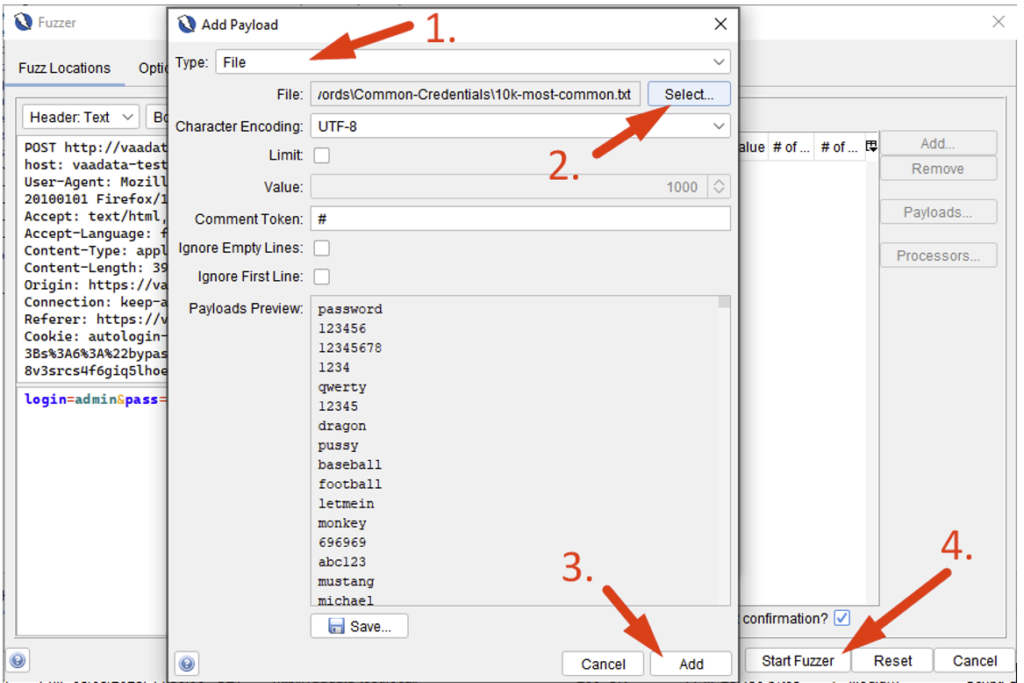 Fuzzer
Add Payload
1.
Fuzz Locations
Type: File
File: \Common-Credentials\10k-most-common.txt Select...
Header: Text
Character Encoding: UTF-8
2.
Limit:
Value: 1000
Comment Token: #
Ignore Empty Lines:
Ignore First Line:
Payloads Preview:
password
123456
12345678
1234
qwerty
12345
dragon
pussy
baseball
football
letmein
monkey
696969
abc123
mustang
michael
Save...
3.
Cancel Add
POST http://vaadat
host: vaadata-test
User-Agent: Mozill
20100101 Firefox/1
Accept: text/html,
Accept-Language: f
Content-Type: appl
Content-Length: 39
Origin: https://va
Connection: keep-a
Referer: https://v
Cookie: autologin-
3Bs%3A6%3A%22bypas
8v3srcs4f6giq5lhoe
login=admin&pass=
# of ... # of ...
Add...
Remove
Payloads...
Processors...
4.
confirmation?
Start Fuzzer Reset Cancel